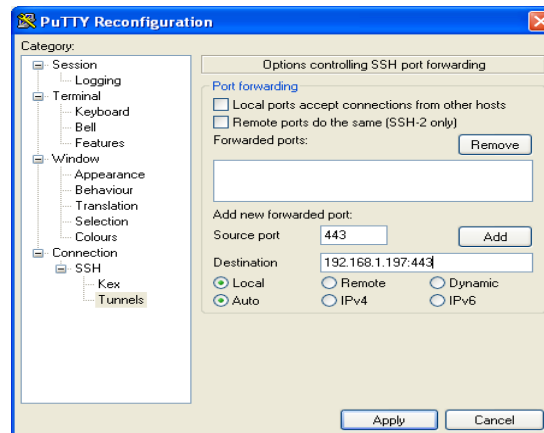 PuTTY Reconfiguration
Category:
Session
Logging
Terminal
Keyboard
Bell
Features
Window
Appearance
Behaviour
Translation
Selection
Colours
Connection
SSH
Kex
Tunnels
Options controlling SSH port forwarding
Port forwarding
Local ports accept connections from other hosts
Remote ports do the same (SSH-2 only)
Forwarded ports:
Remove
Add new forwarded port:
Source port 443 Add
Destination 192.168.1.197:443
Local Remote Dynamic
Auto IPv4 IPv6
Apply Cancel